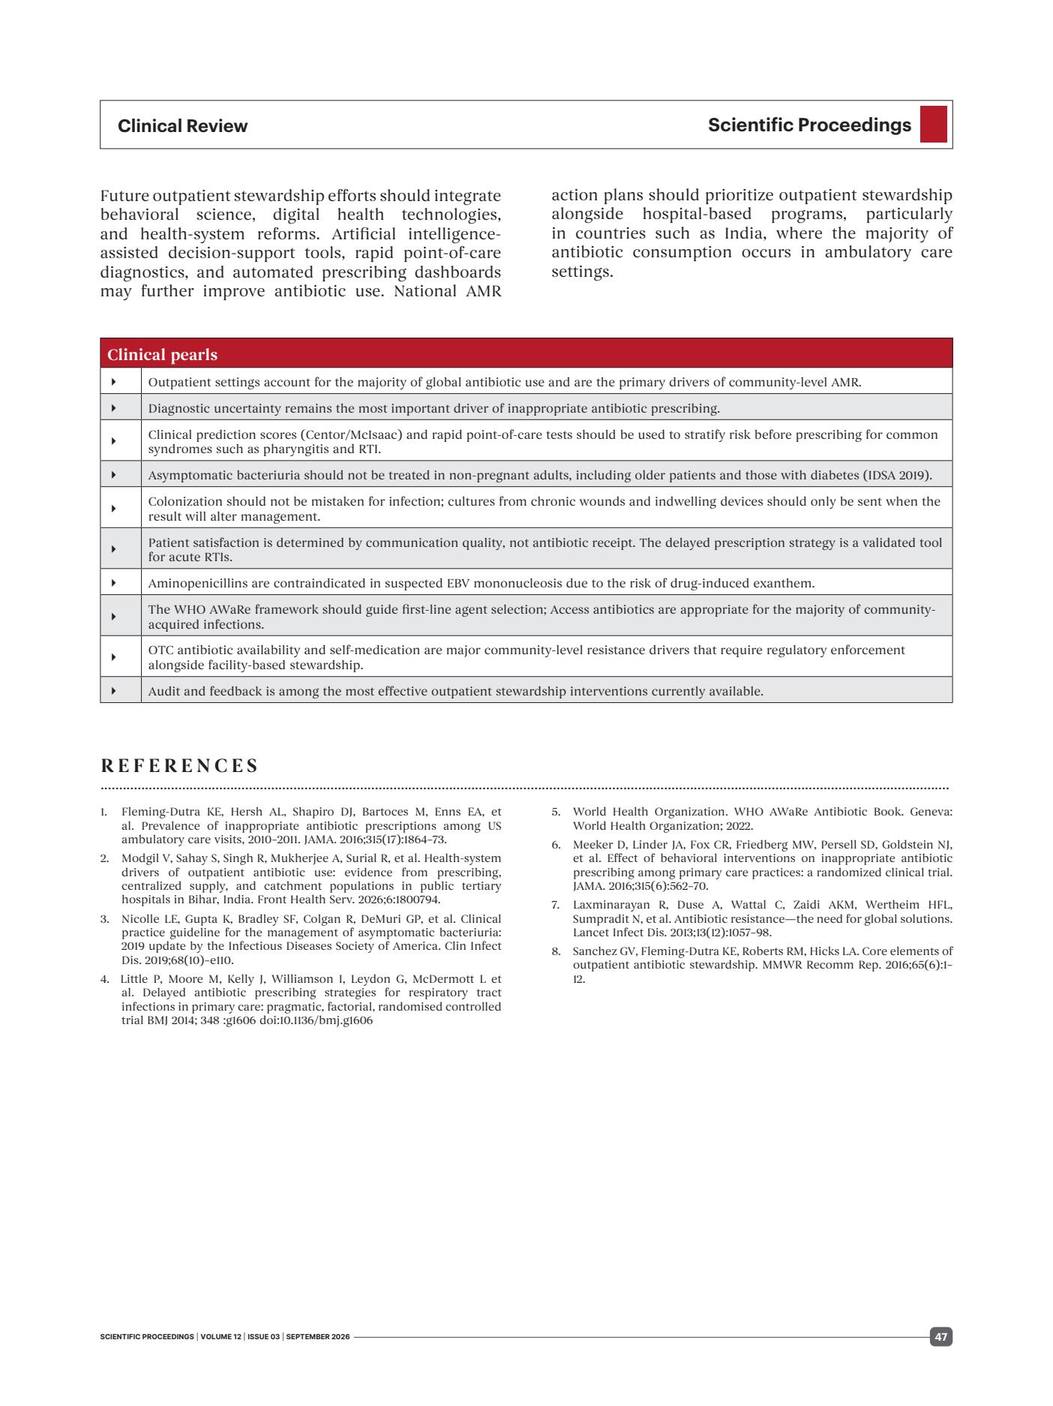 Clinical Review
Scientific Proceedings
Future outpatient stewardship efforts should integrate
behavioral science, digital health technologies,
and health-system reforms. Artificial intelligence-
assisted decision-support tools, rapid point-of-care
diagnostics, and automated prescribing dashboards
may further improve antibiotic use. National AMR
action plans should prioritize outpatient stewardship
alongside hospital-based programs, particularly
in countries such as India, where the majority of
antibiotic consumption occurs in ambulatory care
settings.
Clinical pearls
Outpatient settings account for the majority of global antibiotic use and are the primary drivers of community-level AMR.
Diagnostic uncertainty remains the most important driver of inappropriate antibiotic prescribing.
Clinical prediction scores (Centor/McIsaac) and rapid point-of-care tests should be used to stratify risk before prescribing for common
syndromes such as pharyngitis and RTI.
Asymptomatic bacteriuria should not be treated in non-pregnant adults, including older patients and those with diabetes (IDSA 2019).
Colonization should not be mistaken for infection; cultures from chronic wounds and indwelling devices should only be sent when the
result will alter management.
Patient satisfaction is determined by communication quality, not antibiotic receipt. The delayed prescription strategy is a validated tool
for acute RTIs.
Aminopenicillins are contraindicated in suspected EBV mononucleosis due to the risk of drug-induced exanthem.
The WHO AWaRe framework should guide first-line agent selection; Access antibiotics are appropriate for the majority of community-
acquired infections.
OTC antibiotic availability and self-medication are major community-level resistance drivers that require regulatory enforcement
alongside facility-based stewardship.
Audit and feedback is among the most effective outpatient stewardship interventions currently available.
REFERENCES
1. Fleming-Dutra KE, Hersh AL, Shapiro DJ, Bartoces M, Enns EA, et
al. Prevalence of inappropriate antibiotic prescriptions among US
ambulatory care visits, 2010–2011. JAMA. 2016;315(17):1864–73.
2. Modgil V, Sahay S, Singh R, Mukherjee A, Surial R, et al. Health-system
drivers of outpatient antibiotic use: evidence from prescribing,
centralized supply, and catchment populations in public tertiary
hospitals in Bihar, India. Front Health Serv. 2026;6:1800794.
3. Nicolle LE, Gupta K, Bradley SF, Colgan R, DeMuri GP, et al. Clinical
practice guideline for the management of asymptomatic bacteriuria:
2019 update by the Infectious Diseases Society of America. Clin Infect
Dis. 2019;68(10)–e110.
4. Little P, Moore M, Kelly J, Williamson I, Leydon G, McDermott L et
al. Delayed antibiotic prescribing strategies for respiratory tract
infections in primary care: pragmatic, factorial, randomised controlled
trial BMJ 2014; 348 :g1606 doi:10.1136/bmj.g1606
5. World Health Organization. WHO AWaRe Antibiotic Book. Geneva:
World Health Organization; 2022.
6. Meeker D, Linder JA, Fox CR, Friedberg MW, Persell SD, Goldstein NJ,
et al. Effect of behavioral interventions on inappropriate antibiotic
prescribing among primary care practices: a randomized clinical trial.
JAMA. 2016;315(6):562–70.
7. Laxminarayan R, Duse A, Wattal C, Zaidi AKM, Wertheim HFL,
Sumpradit N, et al. Antibiotic resistance—the need for global solutions.
Lancet Infect Dis. 2013;13(12):1057–98.
8. Sanchez GV, Fleming-Dutra KE, Roberts RM, Hicks LA. Core elements of
outpatient antibiotic stewardship. MMWR Recomm Rep. 2016;65(6):1–
12.
SCIENTIFIC PROCEEDINGS | VOLUME 12 | ISSUE 03 | SEPTEMBER 2026
47